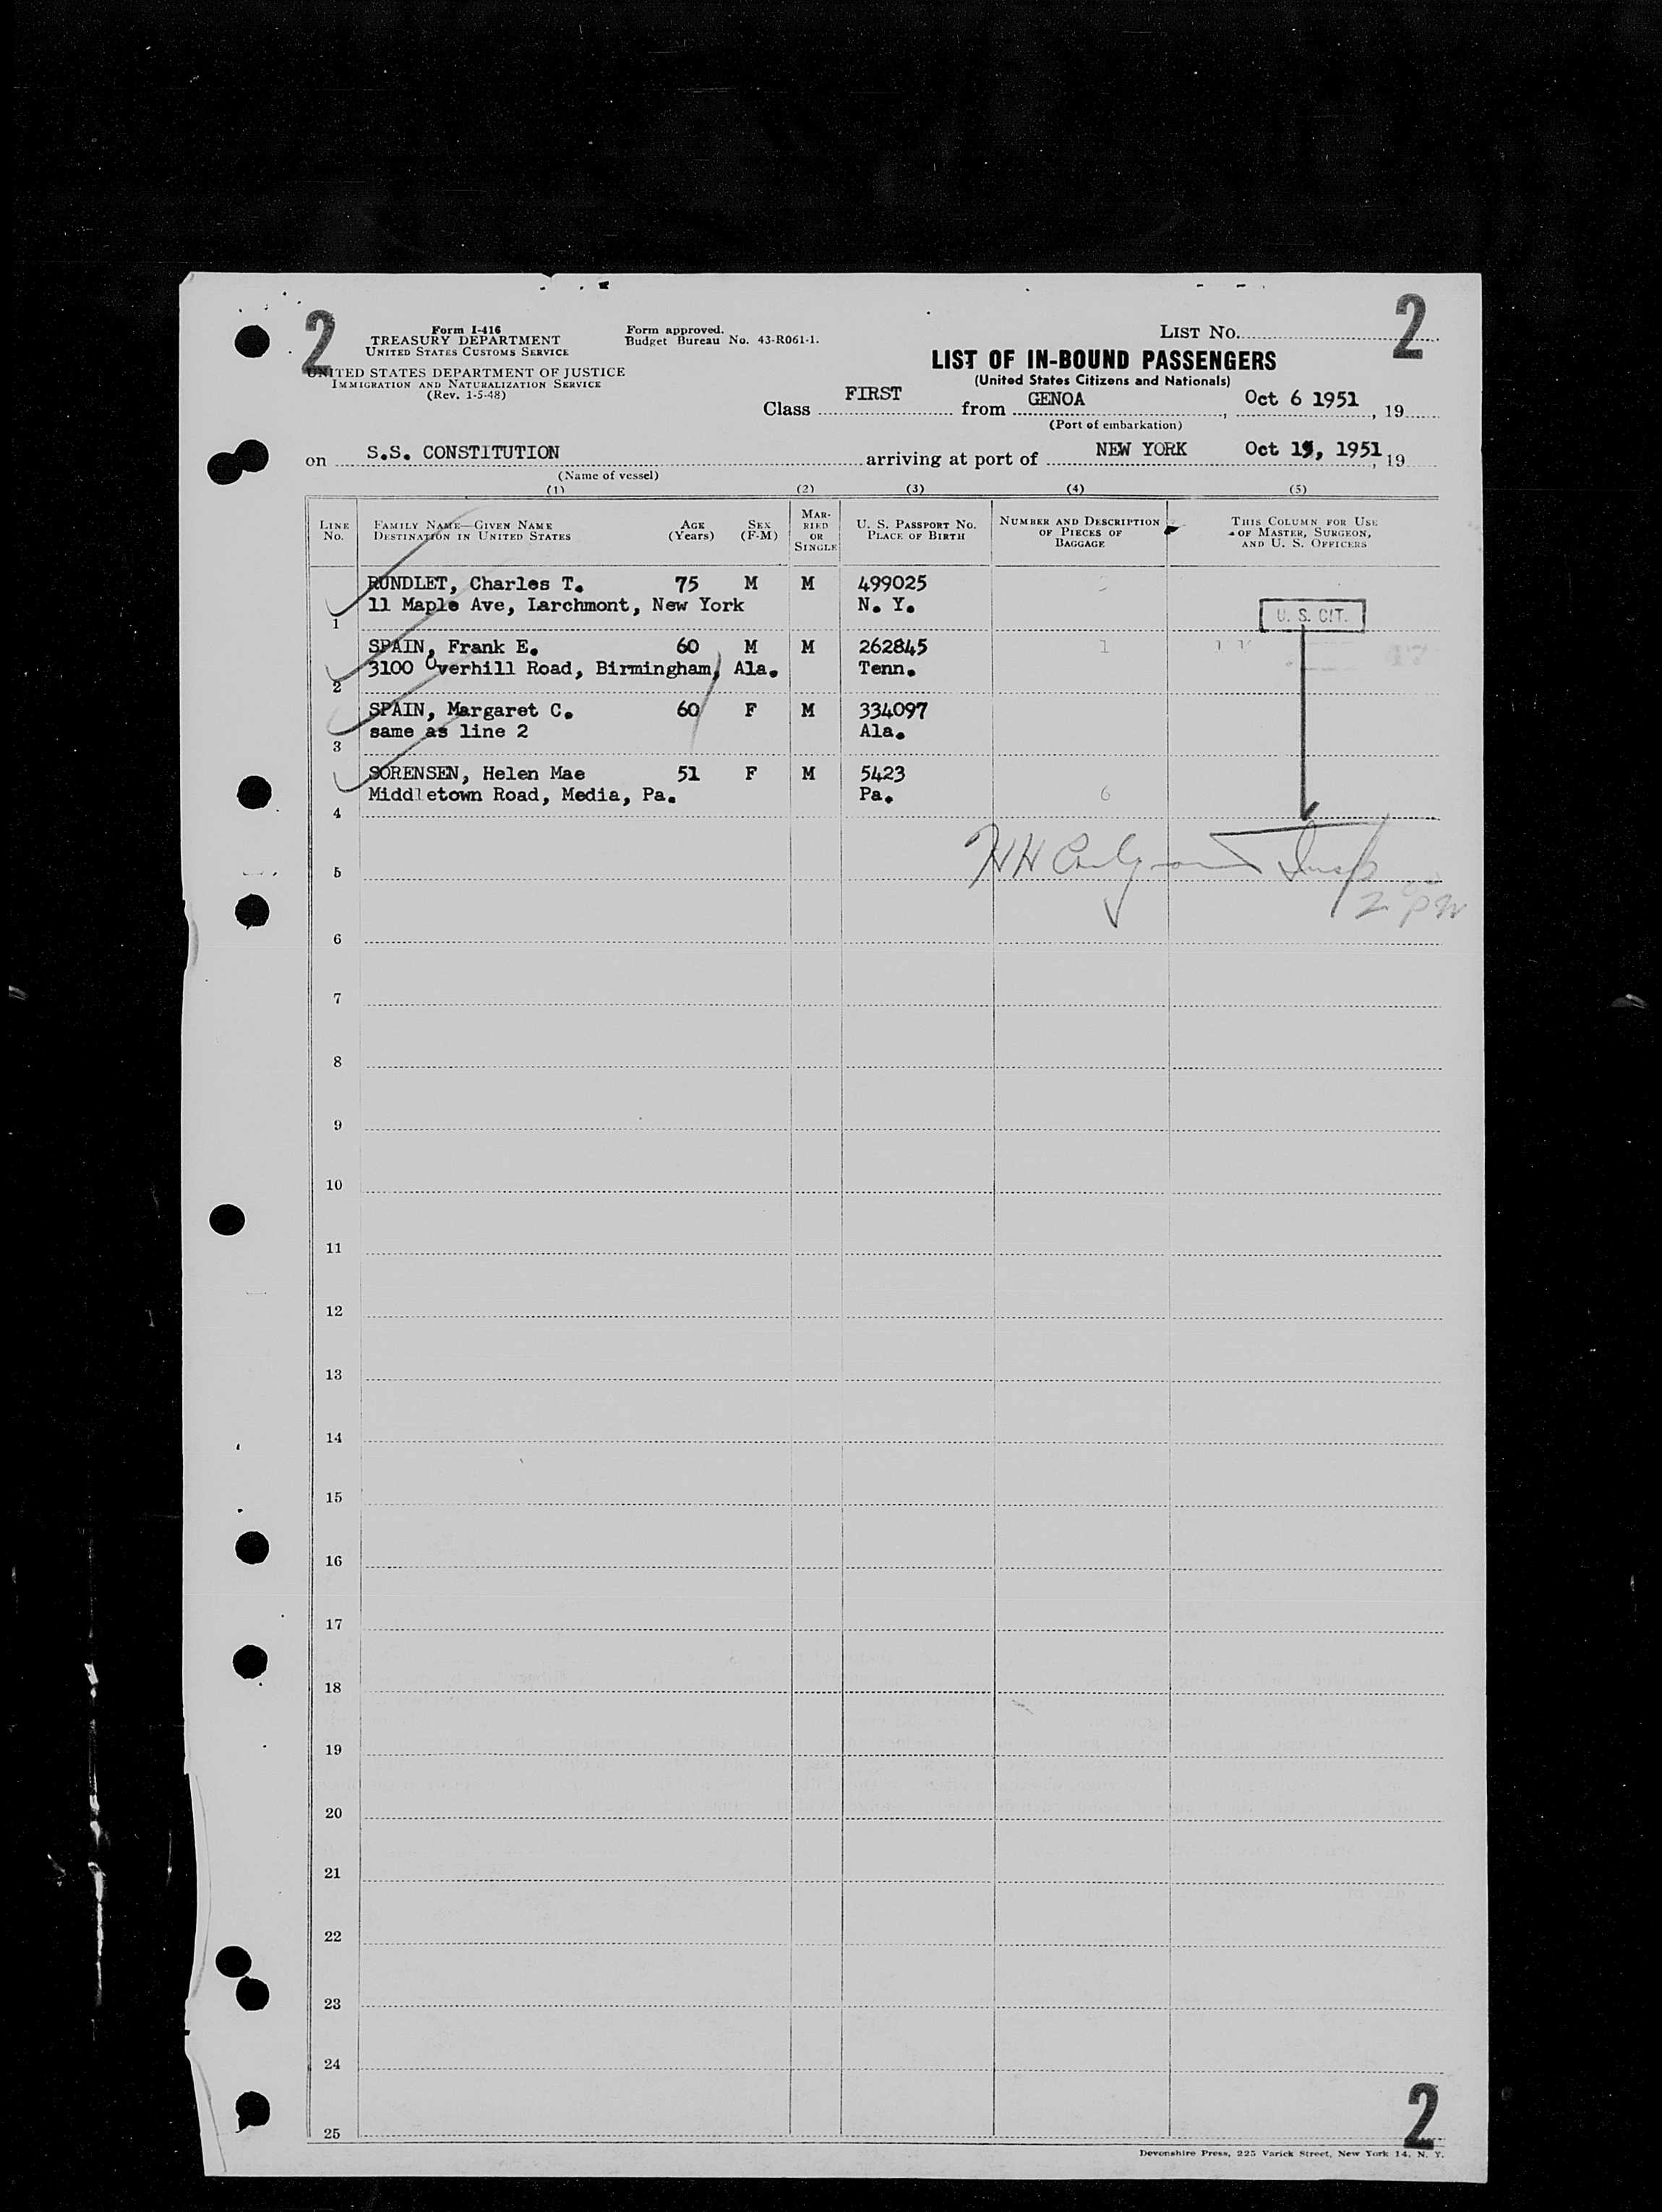 2
Form I-416
TREASURY DEPARTMENT
UNITED STATES CUSTOMS SERVICE
UNITED STATES DEPARTMENT OF JUSTICE
IMMIGRATION AND NATURALIZATION SERVICE
(Rev. 1-5-48)
Form approved.
Budget Bureau No. 43-R061-1.
LIST NO.
2
LIST OF IN-BOUND PASSENGERS
(United States Citizens and Nationals)
Class FIRST from GENOA, Oct 6 1951, 19
(Port of embarkation)
on S.S. CONSTITUTION arriving at port of NEW YORK Oct 15, 1951, 19
(Name of vessel)
(1) (2) (3) (4) (5)
LINE NO.
FAMILY NAME—GIVEN NAME
DESTINATION IN UNITED STATES
AGE (Years)
SEX (F-M)
MARRIED OR SINGLE
U. S. PASSPORT NO.
PLACE OF BIRTH
NUMBER AND DESCRIPTION OF PIECES OF BAGGAGE
THIS COLUMN FOR USE OF MASTER, SURGEON, AND U. S. OFFICERS
RUNDLET, Charles T. 75 M M 499025
11 Maple Ave, Larchmont, New York N. Y.
1
U. S. CIT.
SPAIN, Frank E. 60 M M 262845 1
3100 Overhill Road, Birmingham, Ala. Tenn.
2
SPAIN, Margaret C. 60 F M 334097
same as line 2 Ala.
3
SORENSEN, Helen Mae 51 F M 5423
Middletown Road, Media, Pa. Pa. 6
4
5
6
7
8
9
10
11
12
13
14
15
16
17
18
19
20
21
22
23
24
25
2
Devonshire Press, 225 Varick Street, New York 14, N. Y.